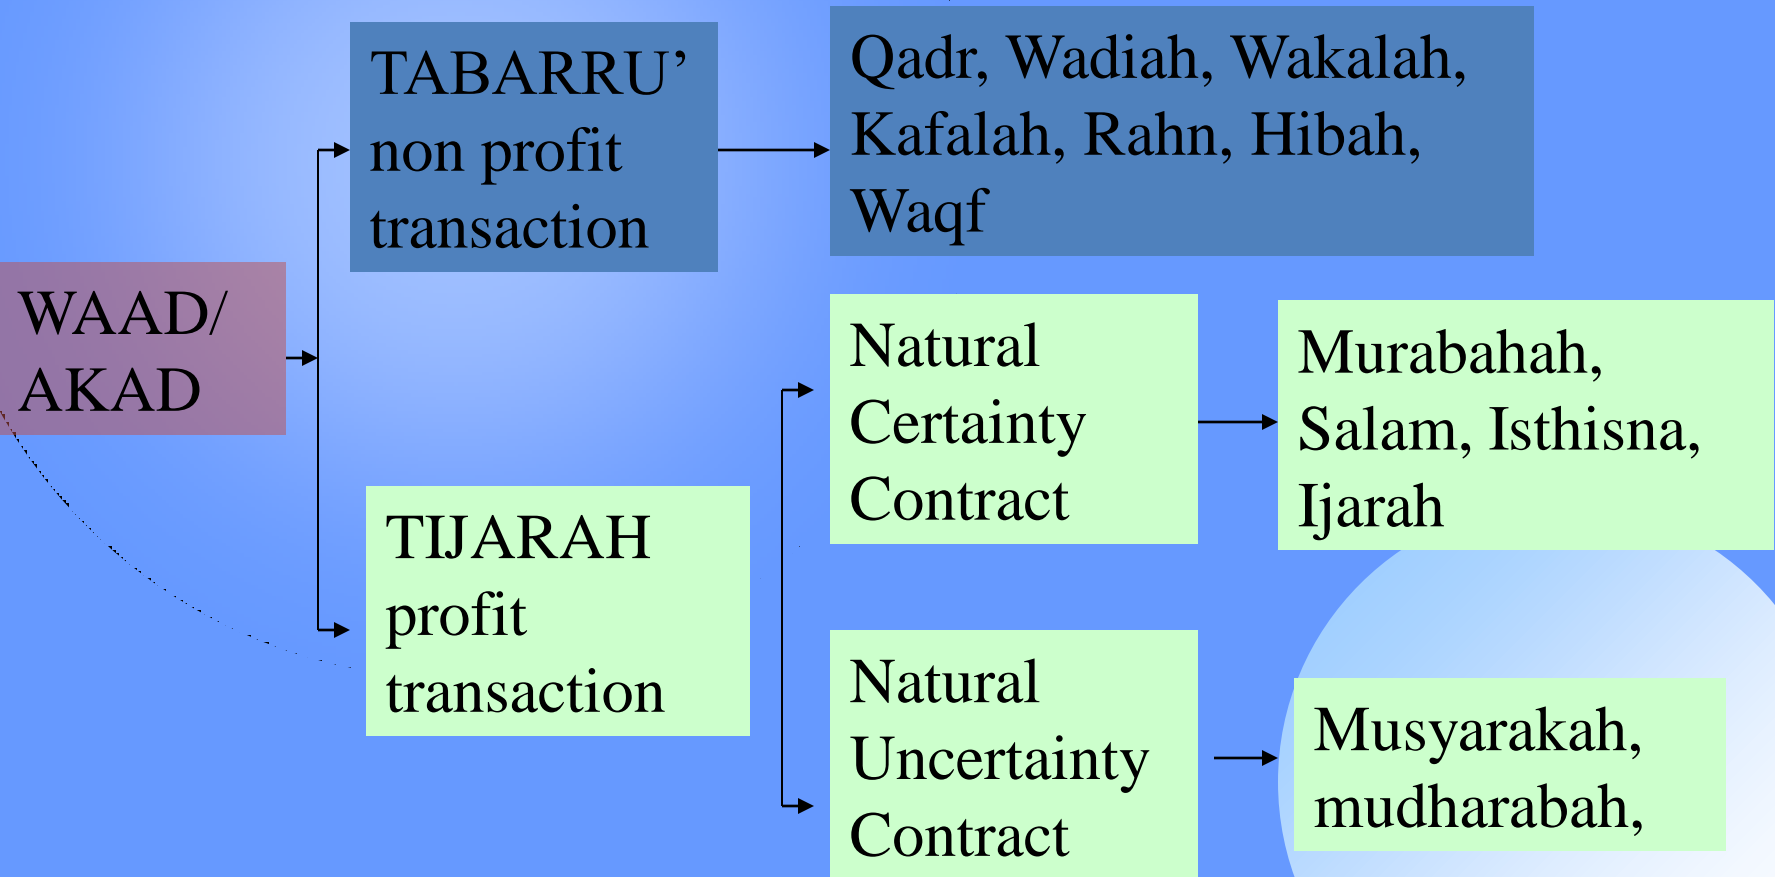 WAAD/
AKAD
TABARRU’
non profit
transaction
Qadr, Wadiah, Wakalah,
Kafalah, Rahn, Hibah,
Waqf
TIJARAH
profit
transaction
Natural
Certainty
Contract
Murabahah,
Salam, Isthisna,
Ijarah
Natural
Uncertainty
Contract
Musyarakah,
mudharabah,